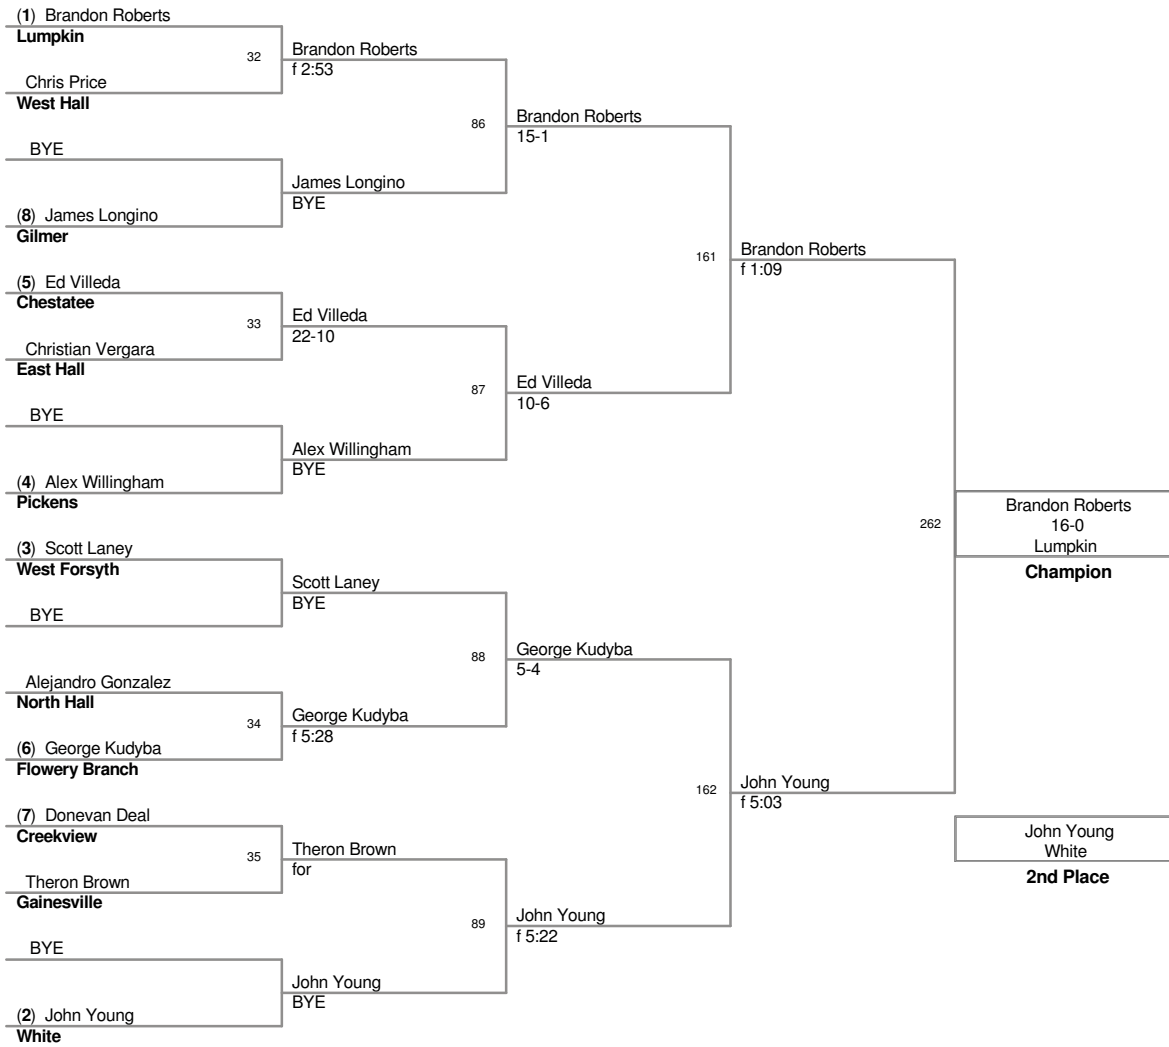 (1) Brandon Roberts
Lumpkin
32
Chris Price
West Hall
BYE
(8) James Longino
Gilmer
(5) Ed Villeda
Chestatee
33
Christian Vergara
East Hall
BYE
(4) Alex Willingham
Pickens
(3) Scott Laney
West Forsyth
BYE
Alejandro Gonzalez
North Hall
34
(6) George Kudyba
Flowery Branch
(7) Donevan Deal
Creekview
35
Theron Brown
Gainesville
BYE
(2) John Young
White
Brandon Roberts
f 2:53
86
James Longino
BYE
Ed Villeda
22-10
87
Alex Willingham
BYE
Scott Laney
BYE
88
George Kudyba
f 5:28
Theron Brown
for
89
John Young
BYE
Brandon Roberts
15-1
161
Ed Villeda
10-6
George Kudyba
5-4
162
John Young
f 5:22
Brandon Roberts
f 1:09
262
John Young
f 5:03
Brandon Roberts
16-0
Lumpkin
Champion
John Young
White
2nd Place